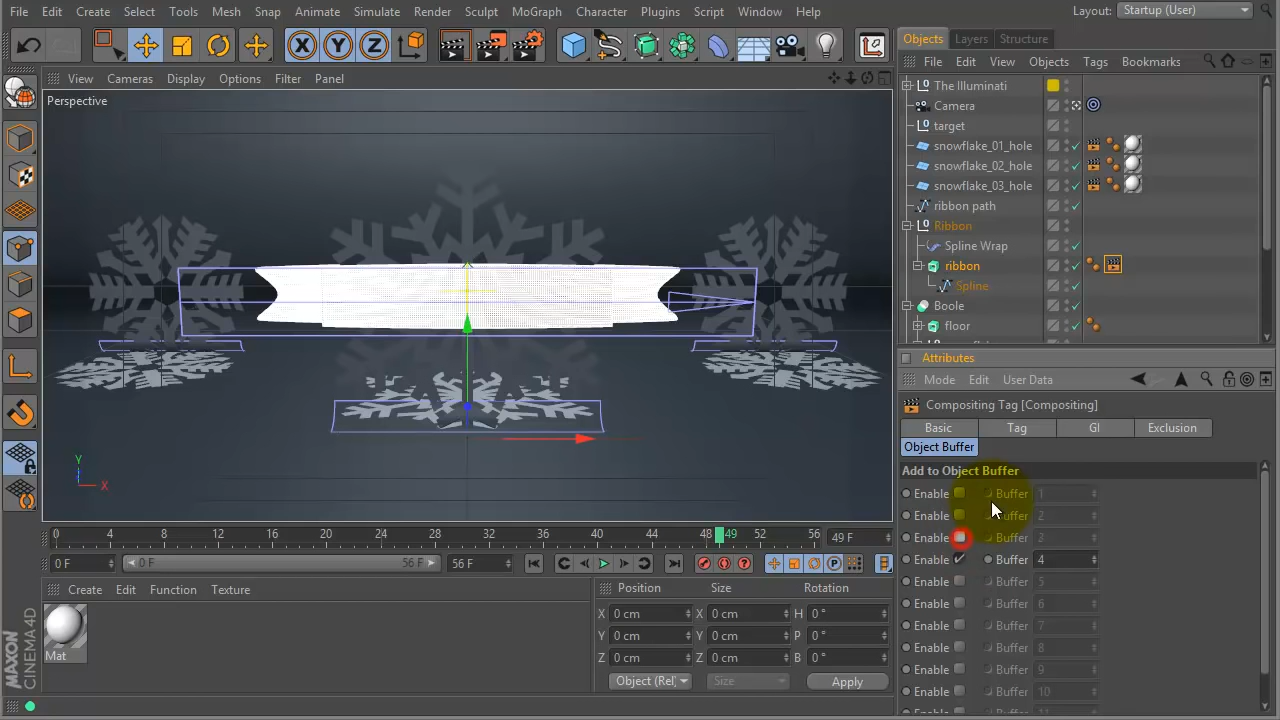 File Edit Create Select Tools Mesh Snap Animate Simulate Render Sculpt MoGraph Character Plugins Script Window Help Layout: Startup (User)
Objects Layers Structure
File Edit View Objects Tags Bookmarks
View Cameras Display Options Filter Panel
Perspective
The Illuminati
Camera
target
snowflake_01_hole
snowflake_02_hole
snowflake_03_hole
ribbon path
Ribbon
Spline Wrap
ribbon
Spline
Boole
floor
Attributes
Mode Edit User Data
Compositing Tag [Compositing]
Basic Tag GI Exclusion
Object Buffer
Add to Object Buffer
Enable Buffer 1
Enable Buffer 2
Enable Buffer 3
Enable Buffer 4
Enable Buffer 5
Enable Buffer 6
Enable Buffer 7
Enable Buffer 8
Enable Buffer 9
Enable Buffer 10
Enable Buffer 11
Y
X
0 4 8 12 16 20 24 28 32 36 40 44 48 49 52 56 49 F
0 F 0 F 56 F 56 F
Create Edit Function Texture
Mat
Position Size Rotation
X 0 cm X 0 cm H 0 °
Y 0 cm Y 0 cm P 0 °
Z 0 cm Z 0 cm B 0 °
Object (Rel) Size Apply
MAXON
CINEMA 4D